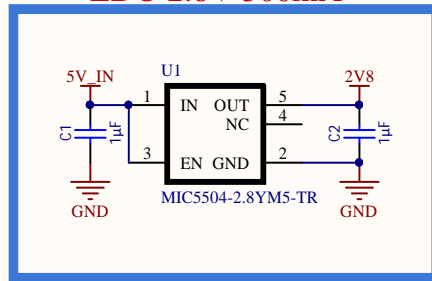 5V_IN
U1
2V8
1
IN
OUT
5
NC
4
C1
1µF
C2
1µF
3
EN
GND
2
GND
MIC5504-2.8YM5-TR
GND